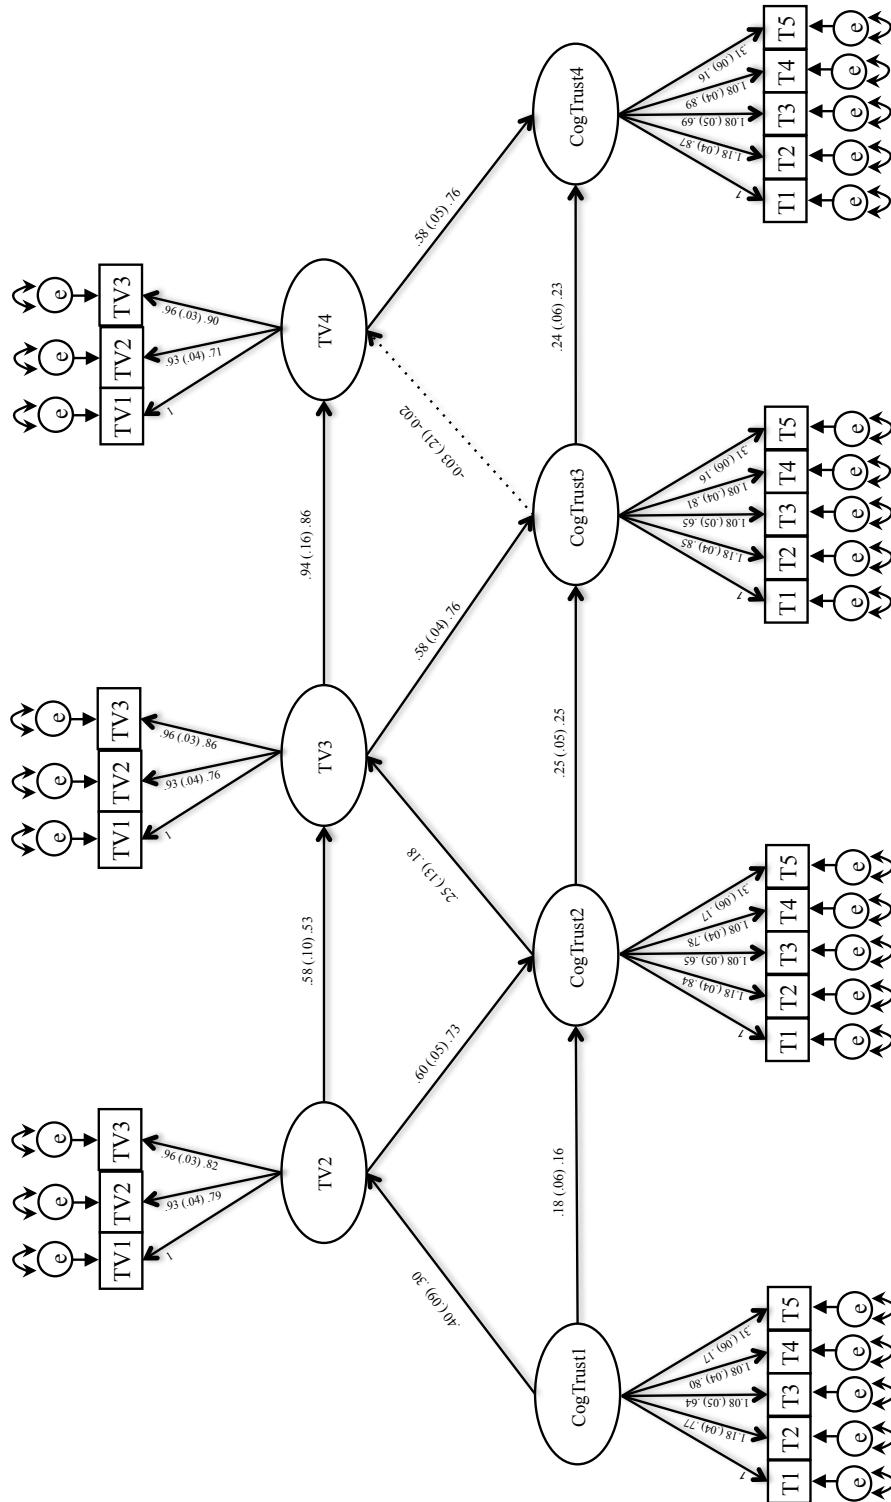 e
e
e
TV1
TV2
TV3
1
.93 (.04) .79
.96 (.03) .82
TV2
e
e
e
TV1
TV2
TV3
1
.93 (.04) .76
.96 (.03) .86
TV3
e
e
e
TV1
TV2
TV3
1
.93 (.04) .71
.96 (.03) .90
TV4
.58 (.10) .53
.94 (.16) .86
.40 (.09) .30
.60 (.05) .73
.25 (.13) .18
.58 (.04) .76
-0.03 (.21) -0.02
.58 (.05) .76
CogTrust1
.18 (.06) .16
CogTrust2
.25 (.05) .25
CogTrust3
.24 (.06) .23
CogTrust4
1
1.18 (.04) .77
1.08 (.05) .64
1.08 (.04) .80
.31 (.06) .17
T1
T2
T3
T4
T5
e
e
e
e
e
1
1.18 (.04) .84
1.08 (.05) .65
1.08 (.04) .78
.31 (.06) .17
T1
T2
T3
T4
T5
e
e
e
e
e
1
1.18 (.04) .85
1.08 (.05) .65
1.08 (.04) .81
.31 (.06) .16
T1
T2
T3
T4
T5
e
e
e
e
e
1
1.18 (.04) .87
1.08 (.05) .69
1.08 (.04) .89
.31 (.06) .16
T1
T2
T3
T4
T5
e
e
e
e
e